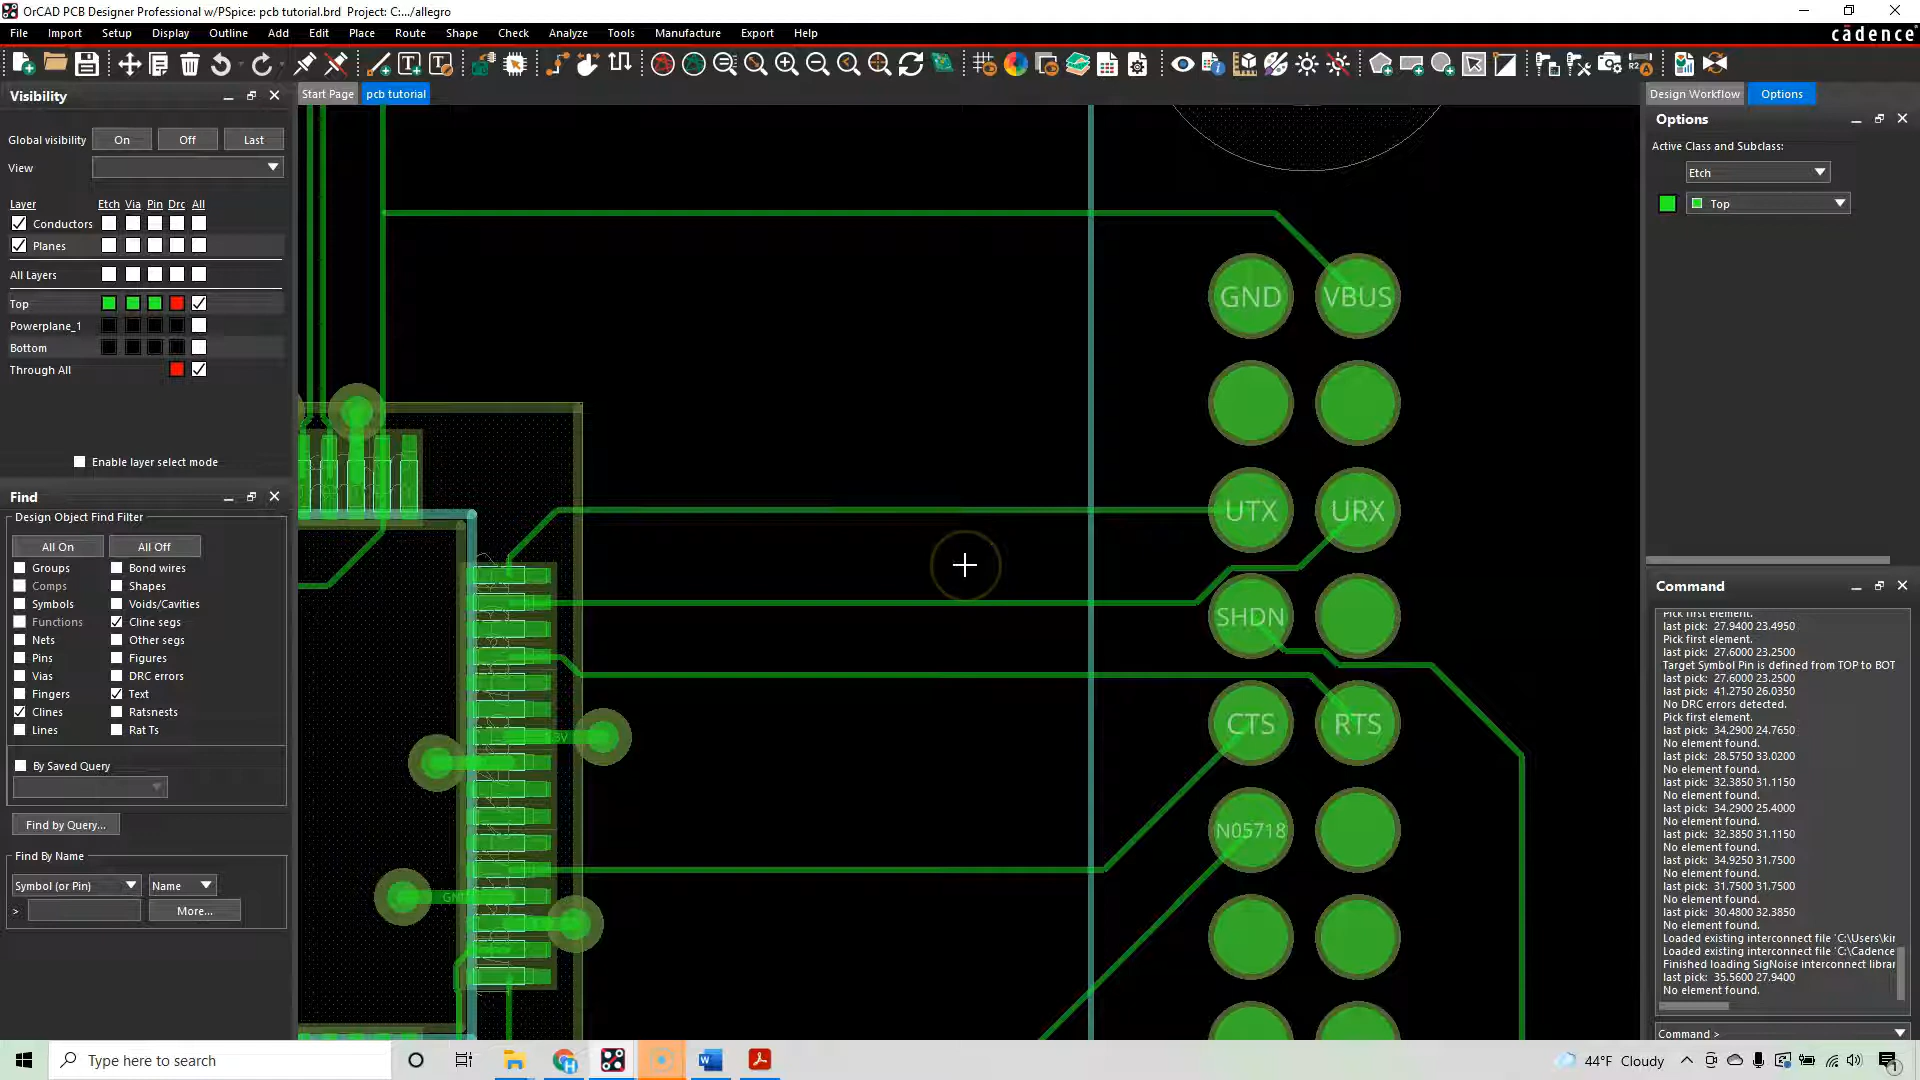 OrCAD PCB Designer Professional w/PSpice: pcb tutorial.brd  Project: C:.../allegro
File Import Setup Display Outline Add Edit Place Route Shape Check Analyze Tools Manufacture Export Help
cādence
Visibility
Start Page pcb tutorial
Design Workflow Options
Options
Global visibility On Off Last
View
Active Class and Subclass:
Etch
Top
Layer Etch Via Pin Drc All
Conductors
Planes
All Layers
Top
Powerplane_1
Bottom
Through All
Enable layer select mode
Find
Design Object Find Filter
All On All Off
Groups Bond wires
Comps Shapes
Symbols Voids/Cavities
Functions Cline segs
Nets Other segs
Pins Figures
Vias DRC errors
Fingers Text
Clines Ratsnests
Lines Rat Ts
By Saved Query
Find by Query...
Find By Name
Symbol (or Pin) Name
> More...
GND VBUS
UTX URX
SHDN
CTS RTS
N05718
Command
Pick first element.
last pick: 27.9400 23.4950
Pick first element.
last pick: 27.6000 23.2500
Target Symbol Pin is defined from TOP to BOT
last pick: 27.6000 23.2500
last pick: 41.2750 26.0350
No DRC errors detected.
Pick first element.
last pick: 34.2900 24.7650
No element found.
last pick: 28.5750 33.0200
No element found.
last pick: 32.3850 31.1150
No element found.
last pick: 34.2900 25.4000
No element found.
last pick: 32.3850 31.1150
No element found.
last pick: 34.9250 31.7500
No element found.
last pick: 31.7500 31.7500
No element found.
last pick: 30.4800 32.3850
No element found.
Loaded existing interconnect file 'C:\Users\kir
Loaded existing interconnect file 'C:\Cadence
Finished loading SigNoise interconnect librar
last pick: 35.5600 27.9400
No element found.
Command >
Type here to search
44°F Cloudy